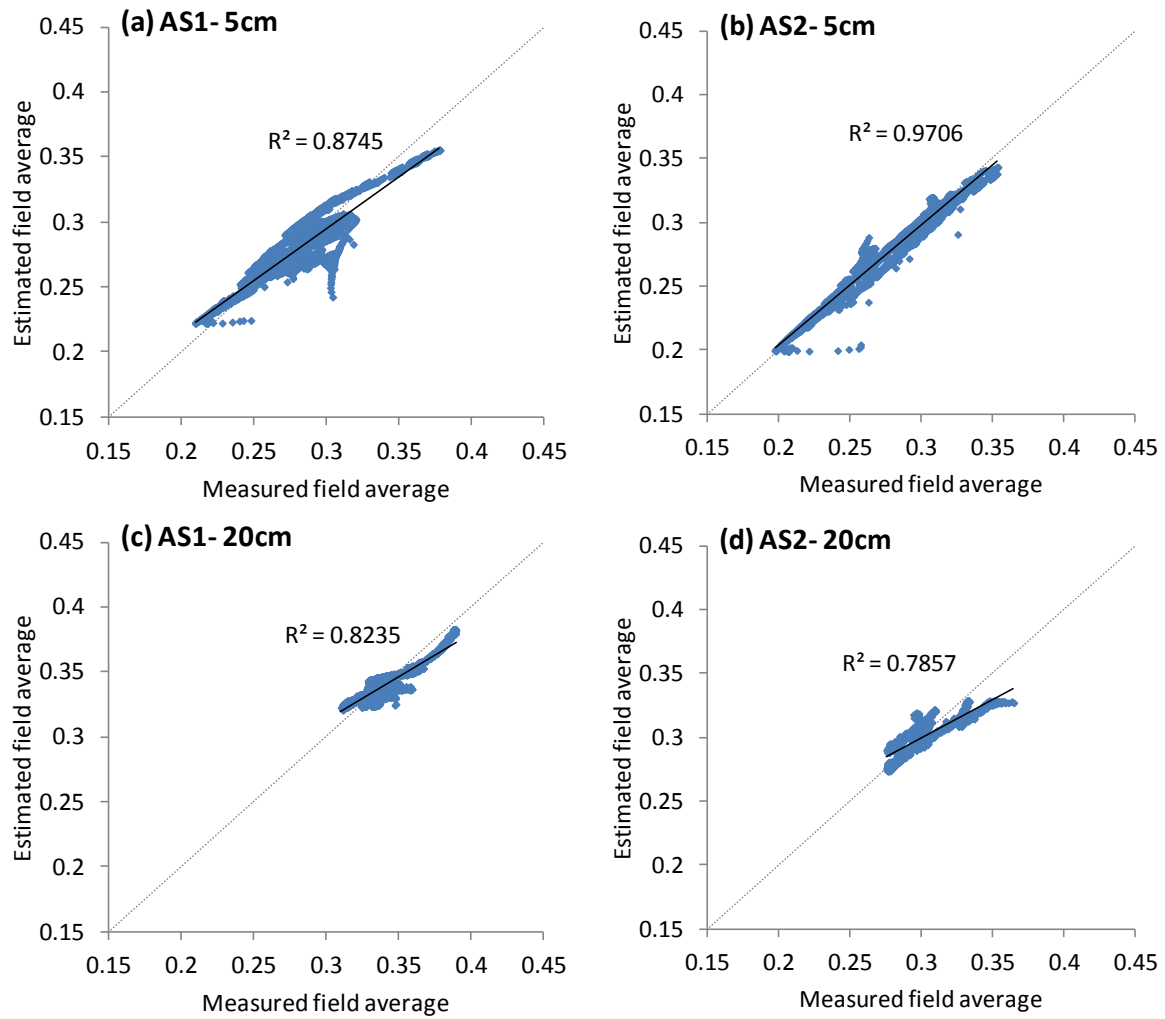 (a) AS1- 5cm
0.45
0.4
0.35
0.3
0.25
0.2
0.15
Estimated field average
R² = 0.8745
0.15 0.2 0.25 0.3 0.35 0.4 0.45
Measured field average
(b) AS2- 5cm
0.45
0.4
0.35
0.3
0.25
0.2
0.15
Estimated field average
R² = 0.9706
0.15 0.2 0.25 0.3 0.35 0.4 0.45
Measured field average
(c) AS1- 20cm
0.45
0.4
0.35
0.3
0.25
0.2
0.15
Estimated field average
R² = 0.8235
0.15 0.2 0.25 0.3 0.35 0.4 0.45
Measured field average
(d) AS2- 20cm
0.45
0.4
0.35
0.3
0.25
0.2
0.15
Estimated field average
R² = 0.7857
0.15 0.2 0.25 0.3 0.35 0.4 0.45
Measured field average